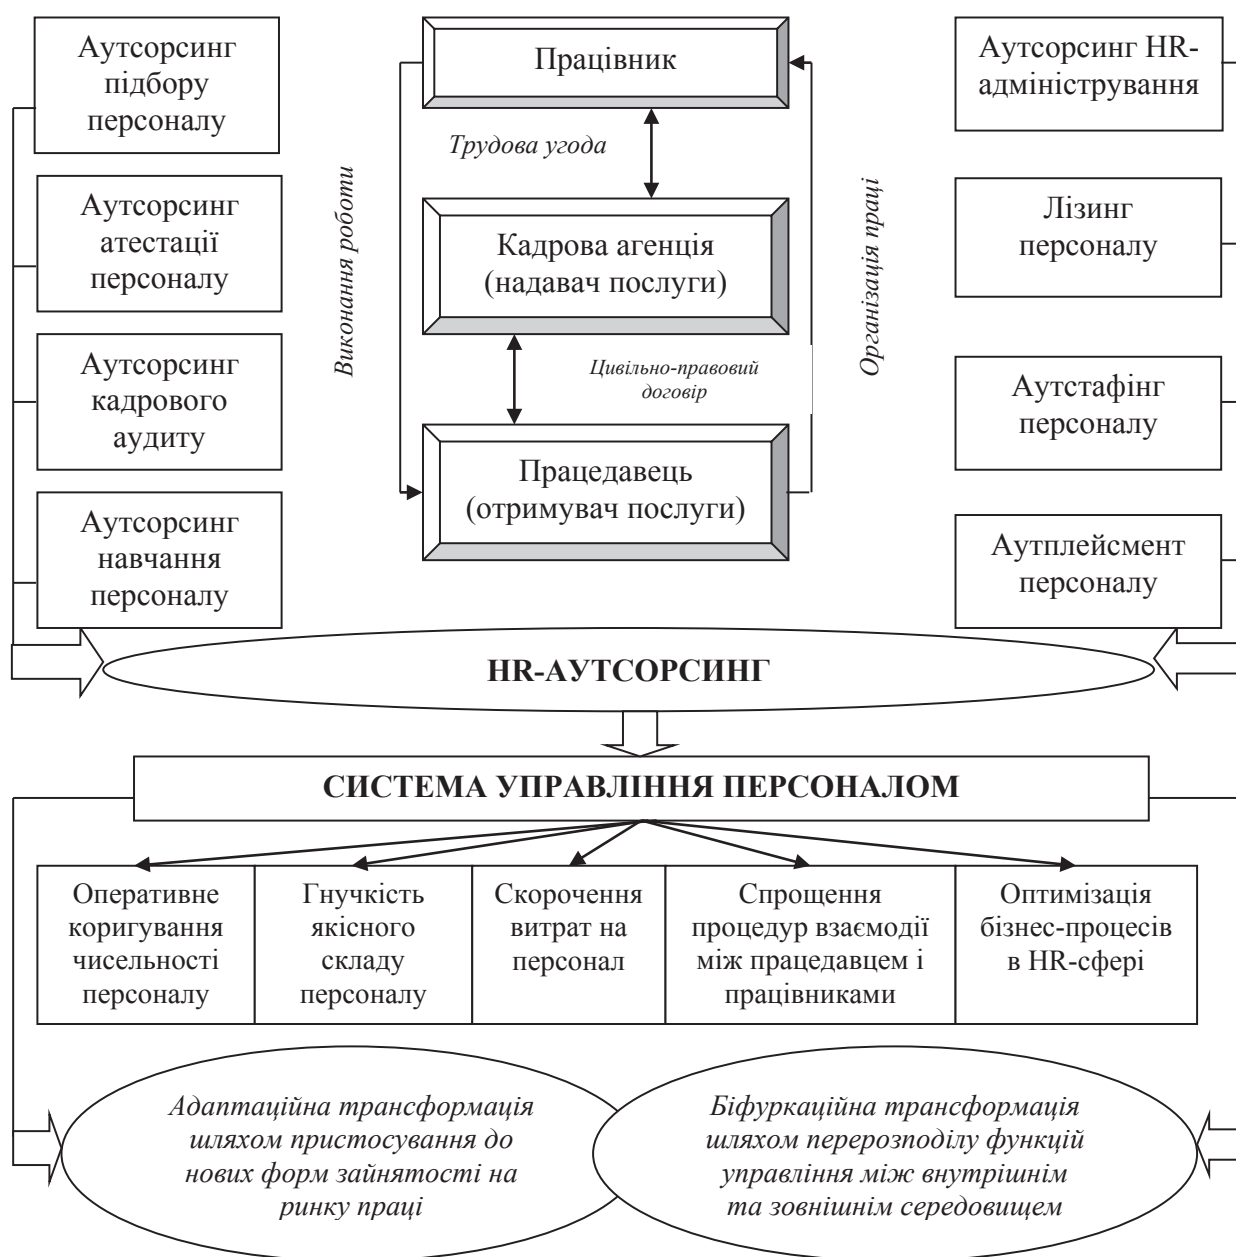 Аутсорсинг
підбору
персоналу
Аутсорсинг
атестації
персоналу
Аутсорсинг
кадрового
аудиту
Аутсорсинг
навчання
персоналу
Виконання роботи
Працівник
Трудова угода
Кадрова агенція
(надавач послуги)
Цивільно-правовий
договір
Працедавець
(отримувач послуги)
Організація праці
Аутсорсинг HR-
адміністрування
Лізинг
персоналу
Аутстафінг
персоналу
Аутплейсмент
персоналу
HR-АУТСОРСИНГ
СИСТЕМА УПРАВЛІННЯ ПЕРСОНАЛОМ
Оперативне
коригування
чисельності
персоналу
Гнучкість
якісного
складу
персоналу
Скорочення
витрат на
персонал
Спрощення
процедур взаємодії
між працедавцем і
працівниками
Оптимізація
бізнес-процесів
в HR-сфері
Адаптаційна трансформація
шляхом пристосування до
нових форм зайнятості на
ринку праці
Біфуркаційна трансформація
шляхом перерозподілу функцій
управління між внутрішнім
та зовнішнім середовищем